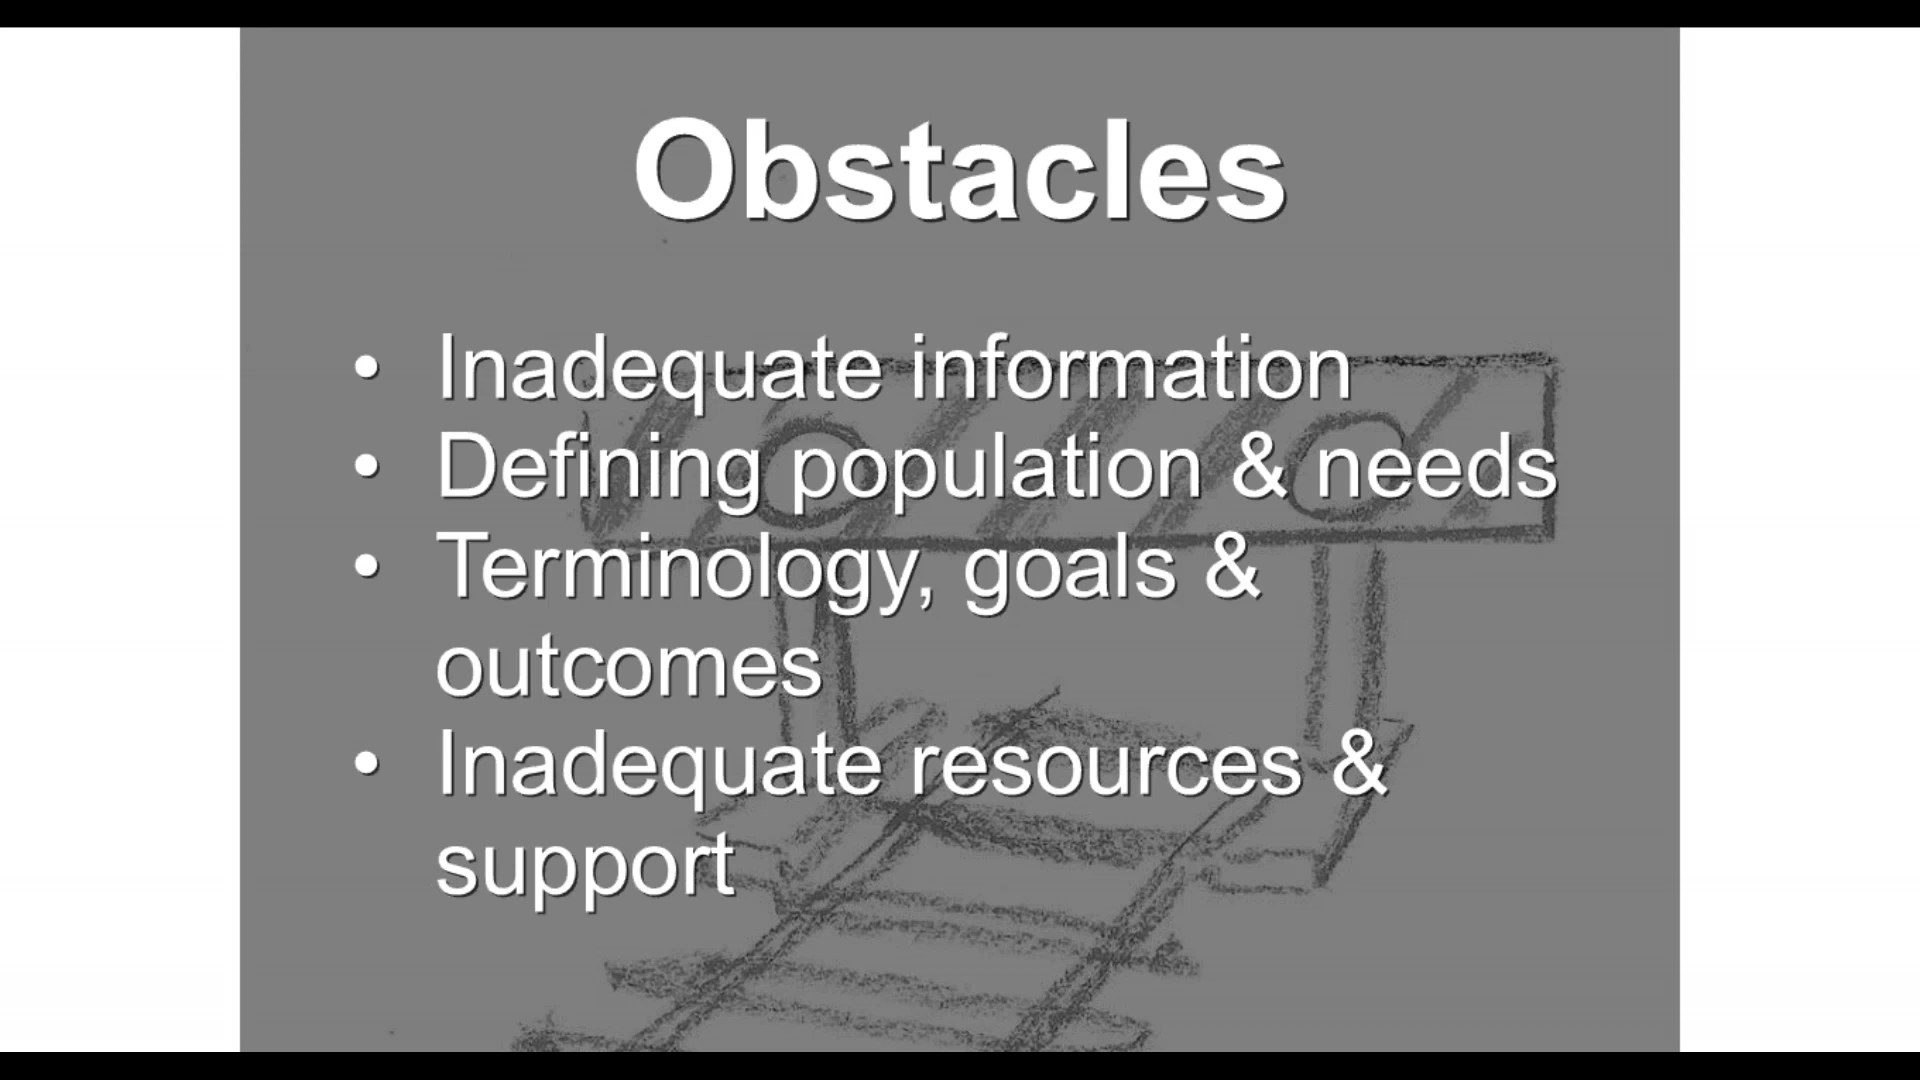 Obstacles
• Inadequate information
• Defining population & needs
• Terminology, goals &
outcomes
• Inadequate resources &
support